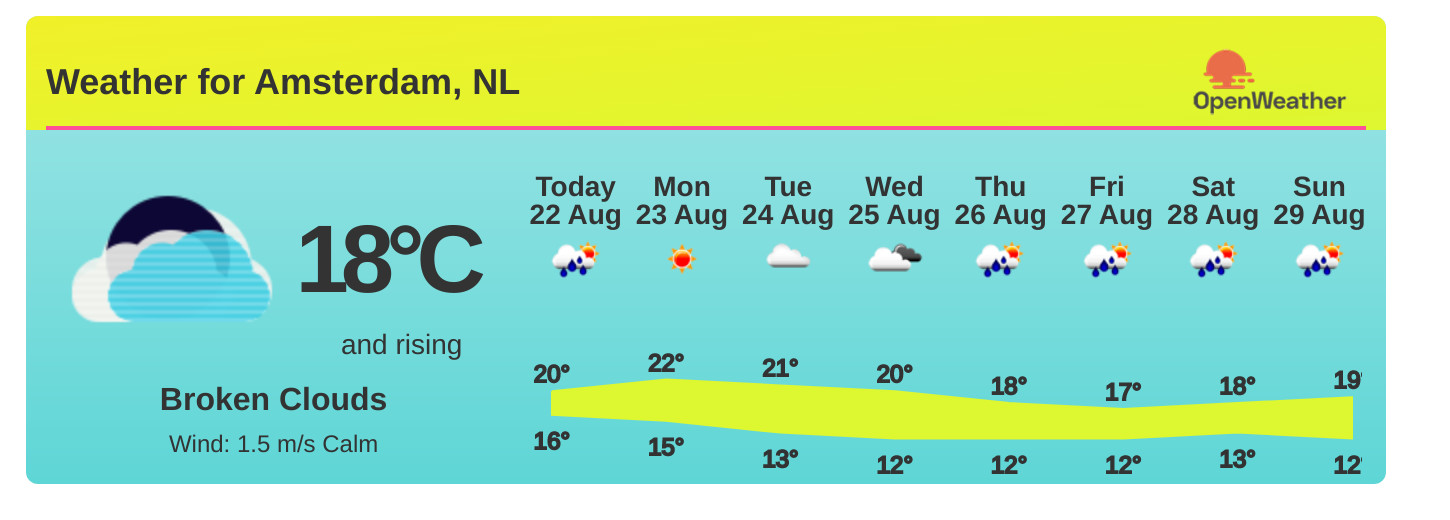 Weather for Amsterdam, NL
OpenWeather
18°C
and rising
Broken Clouds
Wind: 1.5 m/s Calm
Today Mon Tue Wed Thu Fri Sat Sun
22 Aug 23 Aug 24 Aug 25 Aug 26 Aug 27 Aug 28 Aug 29 Aug
20° 22° 21° 20° 18° 17° 18° 19°
16° 15° 13° 12° 12° 12° 13° 12